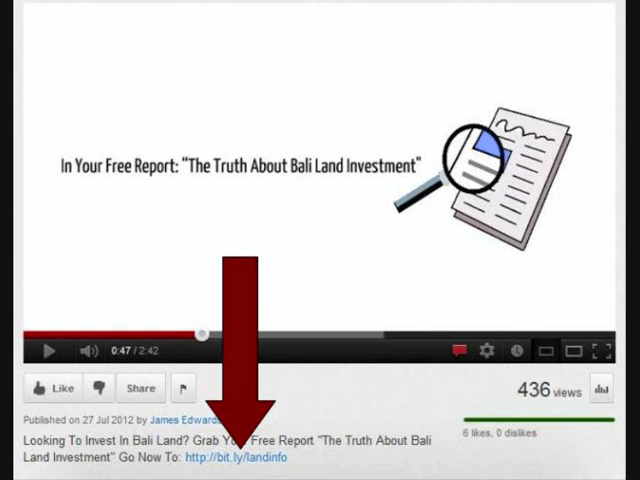 In Your Free Report: “The Truth About Bali Land Investment"
0:47 / 2:42
Like
Share
436 views
Published on 27 Jul 2012 by James Edwards
6 likes, 0 dislikes
Looking To Invest In Bali Land? Grab Your Free Report "The Truth About Bali
Land Investment" Go Now To: http://bit.ly/landinfo